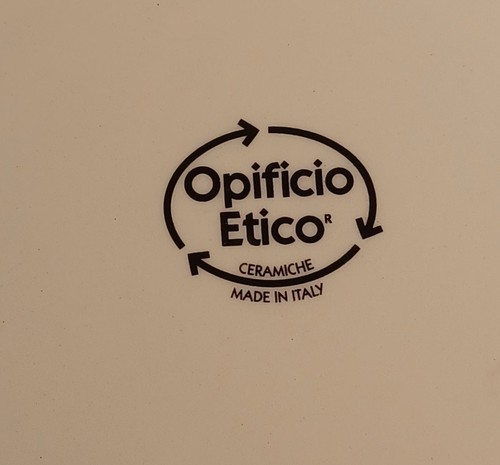 Opificio
Etico R
CERAMICHE
MADE IN ITALY